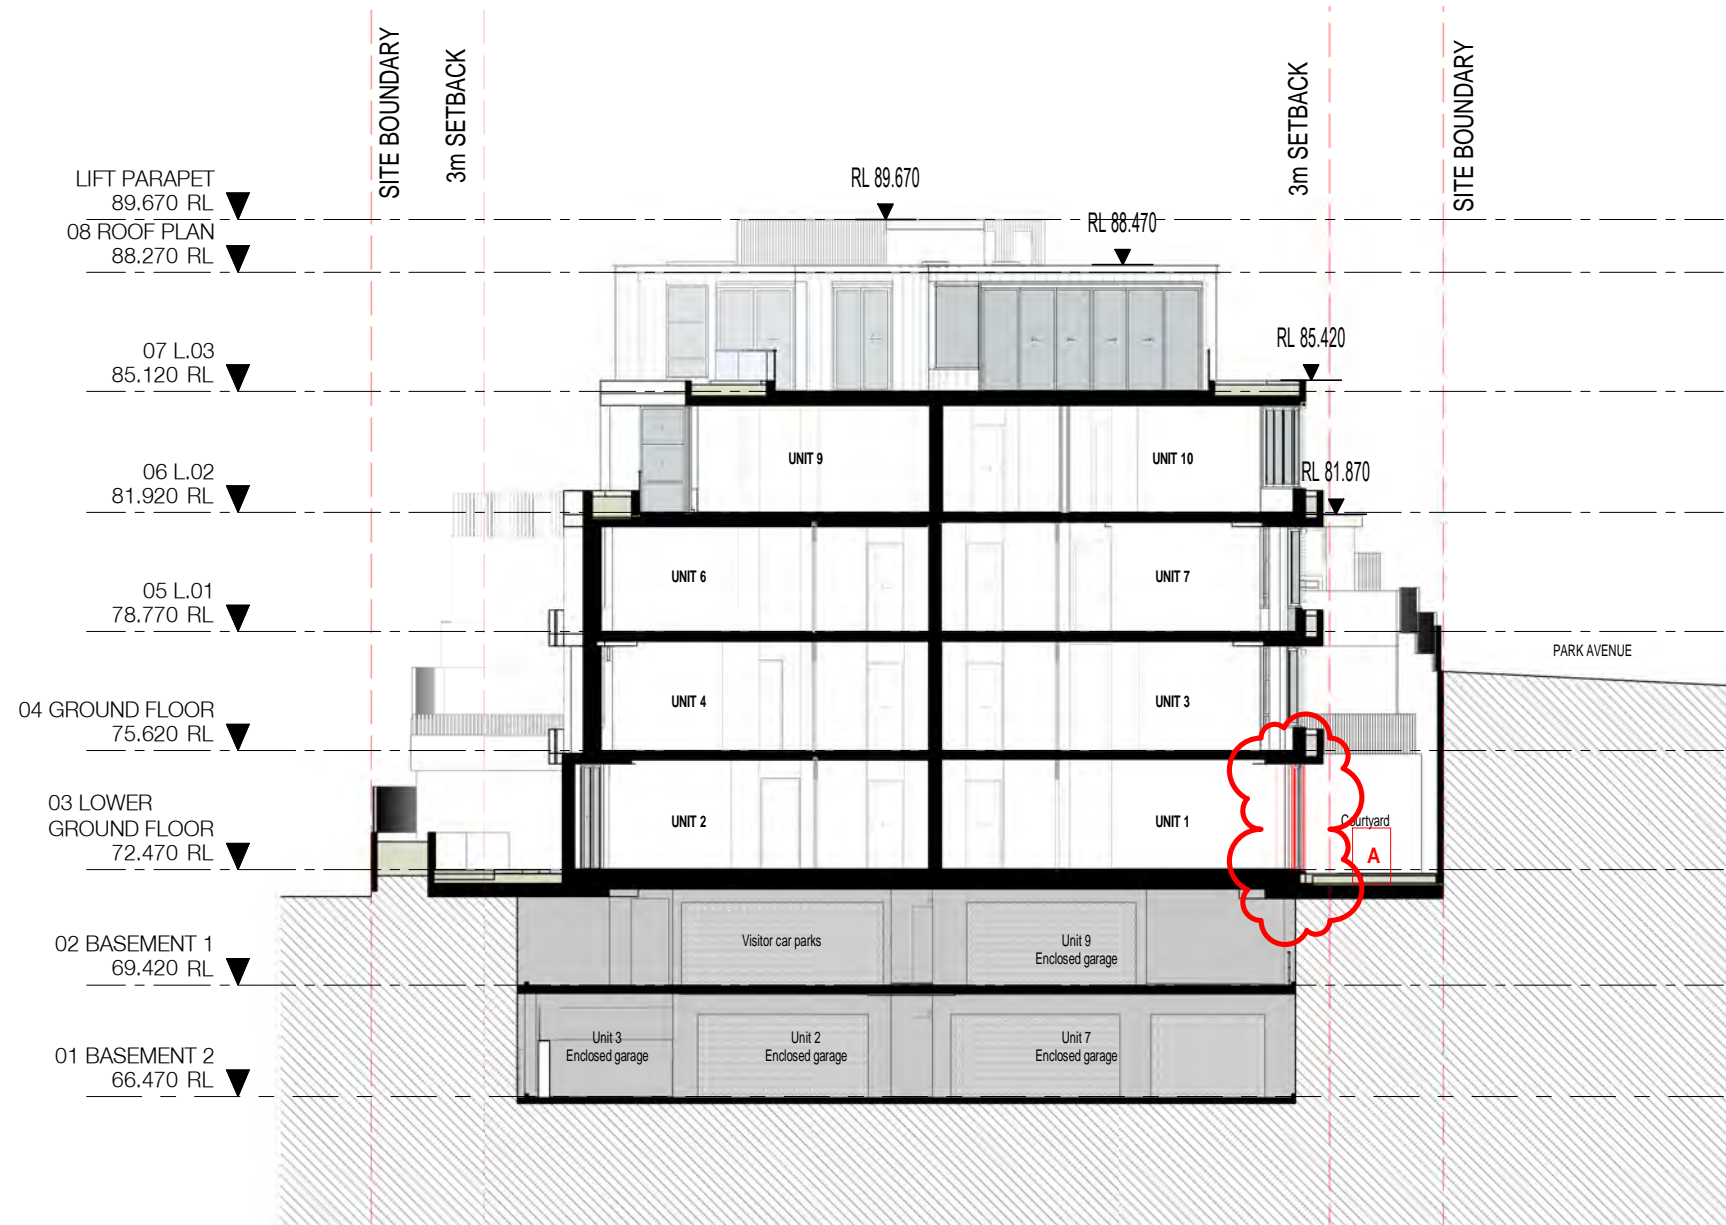 SITE BOUNDARY
3m SETBACK
3m SETBACK
SITE BOUNDARY
LIFT PARAPET
89.670 RL
08 ROOF PLAN
88.270 RL
07 L.03
85.120 RL
06 L.02
81.920 RL
05 L.01
78.770 RL
04 GROUND FLOOR
75.620 RL
03 LOWER
GROUND FLOOR
72.470 RL
02 BASEMENT 1
69.420 RL
01 BASEMENT 2
66.470 RL
RL 89.670
RL 88.470
RL 85.420
RL 81.870
UNIT 9
UNIT 10
UNIT 6
UNIT 7
PARK AVENUE
UNIT 4
UNIT 3
UNIT 2
UNIT 1
Courtyard
A
Visitor car parks
Unit 9
Enclosed garage
Unit 3
Enclosed garage
Unit 2
Enclosed garage
Unit 7
Enclosed garage